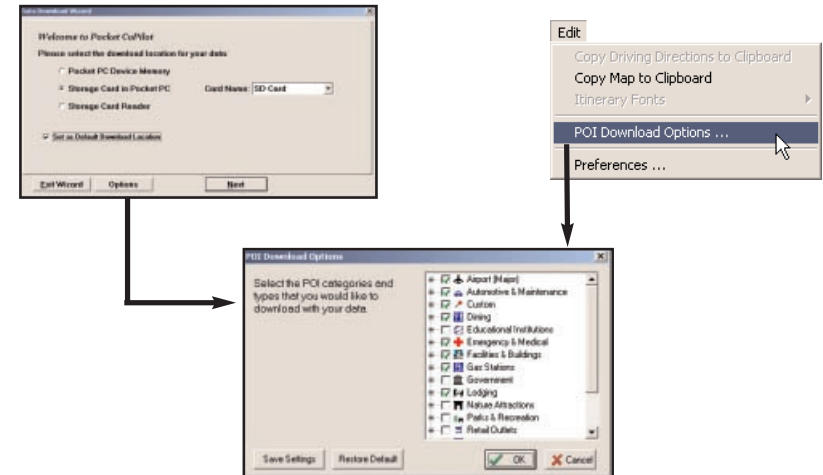 Data Download Wizard
Welcome to Pocket CoPilot
Please select the download location for your data:
Pocket PC Device Memory
Storage Card in Pocket PC
Card Name:
SD Card
Storage Card Reader
Set as Default Download Location
Exit Wizard
Options
Next
Edit
Copy Driving Directions to Clipboard
Copy Map to Clipboard
Itinerary Fonts
POI Download Options ...
Preferences ...
POI Download Options
Select the POI categories and
types that you would like to
download with your data.
Airport (Major)
Automotive & Maintenance
Custom
Dining
Educational Institutions
Emergency & Medical
Facilities & Buildings
Gas Stations
Government
Lodging
Nature Attractions
Parks & Recreation
Retail Outlets
Save Settings
Restore Default
OK
Cancel